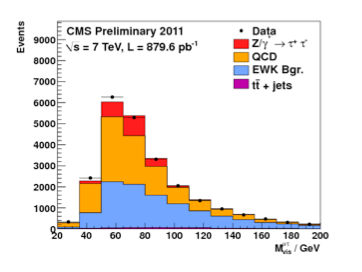 CMS Preliminary 2011
√s = 7 TeV, L = 879.6 pb⁻¹
Data
Z/γ* → τ⁺ τ⁻
QCD
EWK Bgr.
tt̄ + jets
Events
9000
8000
7000
6000
5000
4000
3000
2000
1000
0
20 40 60 80 100 120 140 160 180 200
M vis / GeV